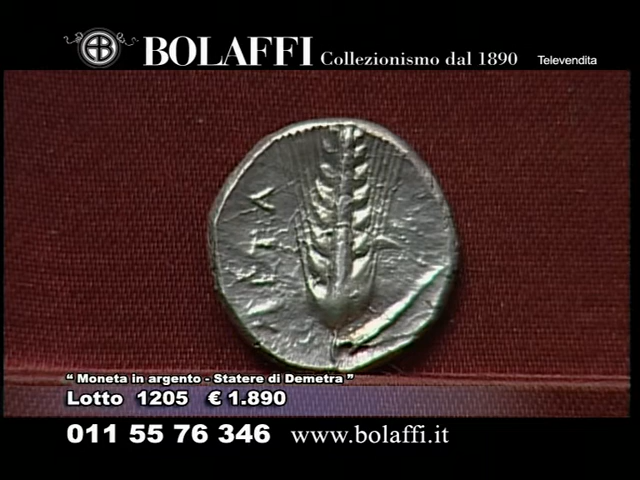 BOLAFFI Collezionismo dal 1890 Televendita
META
“ Moneta in argento - Statere di Demetra ”
Lotto 1205 € 1.890
011 55 76 346 www.bolaffi.it